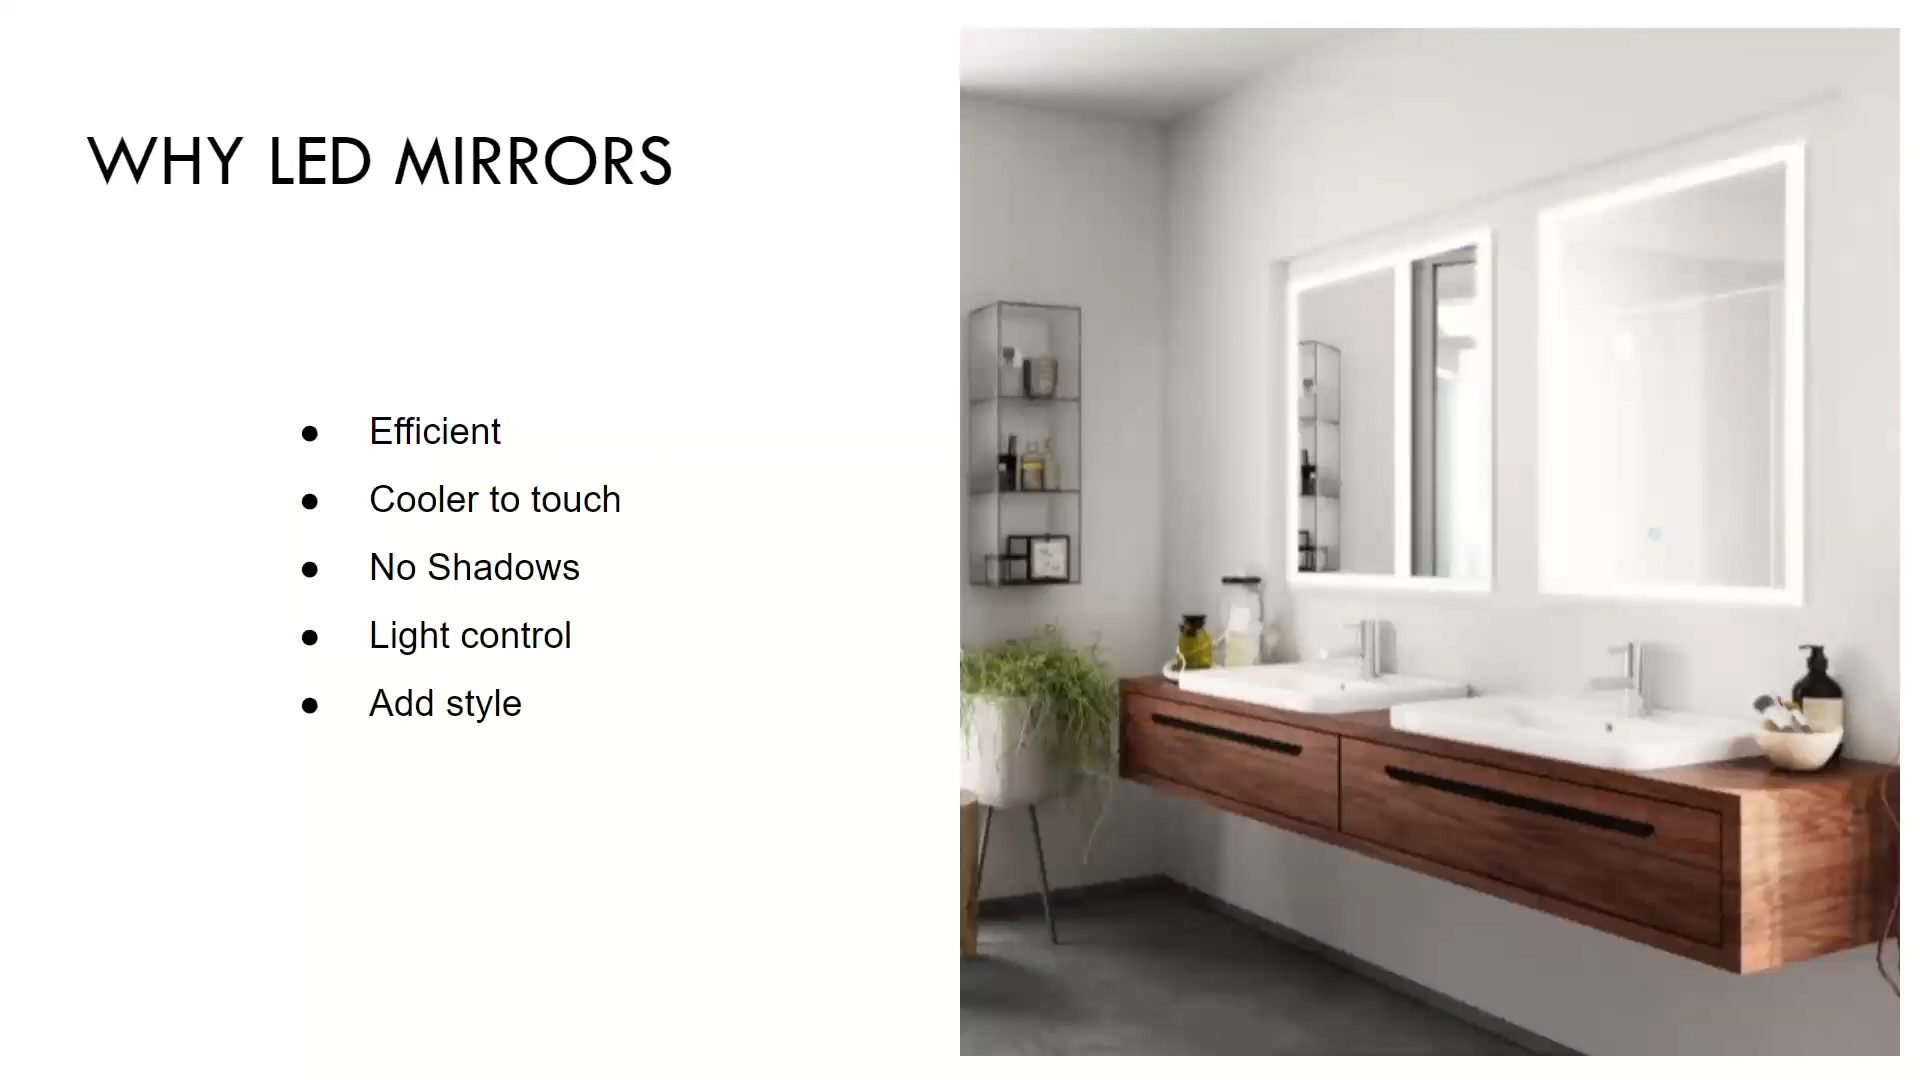 WHY LED MIRRORS
● Efficient
● Cooler to touch
● No Shadows
● Light control
● Add style